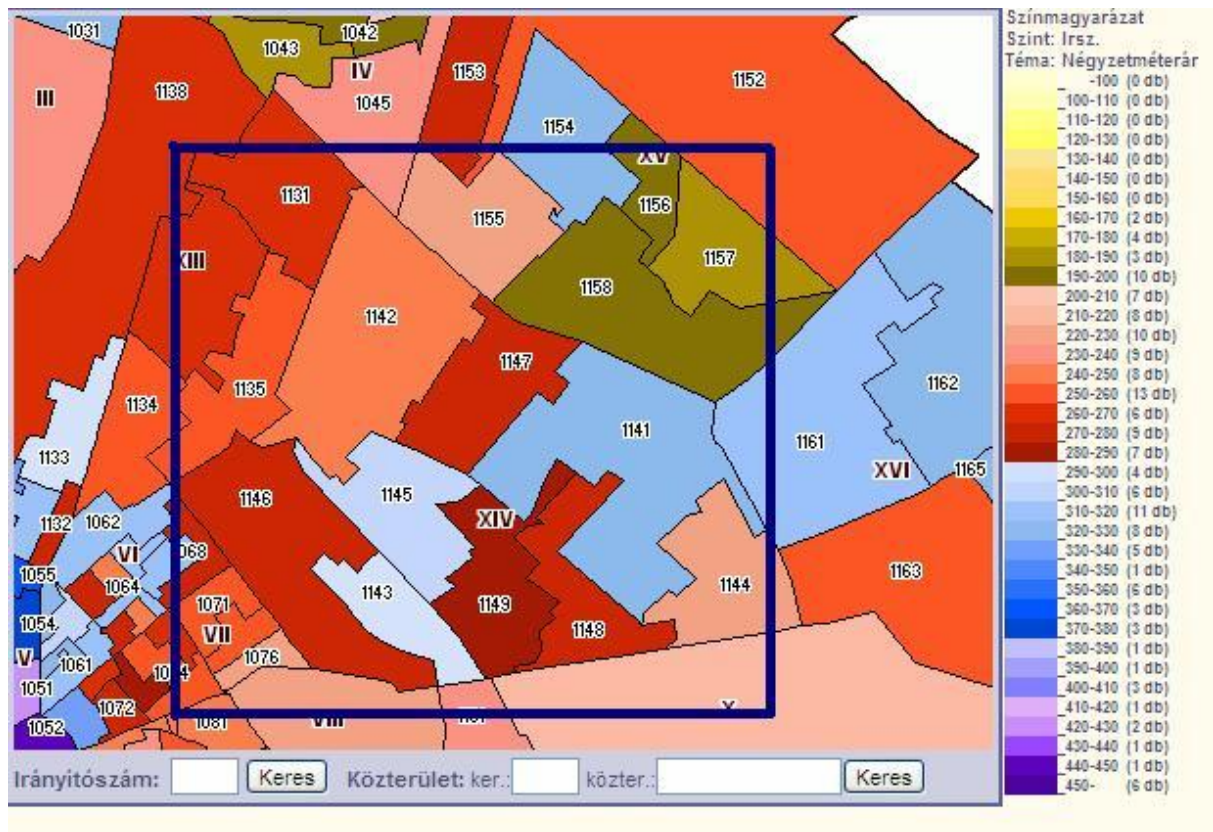 1031
1043
1042
IV
1153
1152
III
1138
1045
1154
XV
1131
1156
1155
1157
XIII
1158
1142
1147
1162
1135
1134
1141
1161
XVI
1165
1133
1146
1145
XIV
1132
1062
VI
1068
1055
1064
1163
1144
1143
1149
1071
1054
VII
1148
V
1061
1076
1051
1072
1052
1081
VIII
X
Irányítószám:
Keres
Közterület: ker.:
közter.:
Keres
Színmagyarázat
Szint: Irsz.
Téma: Négyzetméterár
-100 (0 db)
100-110 (0 db)
110-120 (0 db)
120-130 (0 db)
130-140 (0 db)
140-150 (0 db)
150-160 (0 db)
160-170 (2 db)
170-180 (4 db)
180-190 (3 db)
190-200 (10 db)
200-210 (7 db)
210-220 (8 db)
220-230 (10 db)
230-240 (9 db)
240-250 (8 db)
250-260 (13 db)
260-270 (6 db)
270-280 (9 db)
280-290 (7 db)
290-300 (4 db)
300-310 (6 db)
310-320 (11 db)
320-330 (8 db)
330-340 (5 db)
340-350 (1 db)
350-360 (6 db)
360-370 (3 db)
370-380 (3 db)
380-390 (1 db)
390-400 (1 db)
400-410 (3 db)
410-420 (1 db)
420-430 (2 db)
430-440 (1 db)
440-450 (1 db)
450- (6 db)